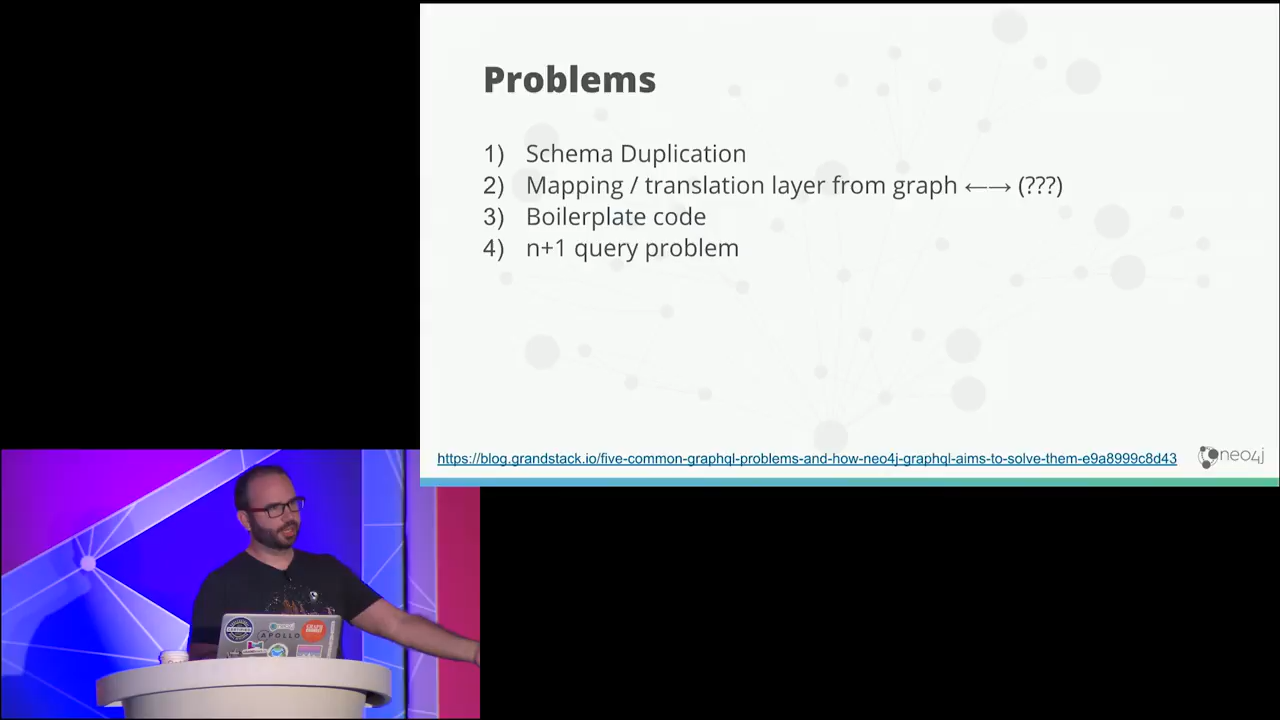 Problems
1) Schema Duplication
2) Mapping / translation layer from graph ←→ (???)
3) Boilerplate code
4) n+1 query problem
https://blog.grandstack.io/five-common-graphql-problems-and-how-neo4j-graphql-aims-to-solve-them-e9a8999c8d43
neo4j
APOLLO